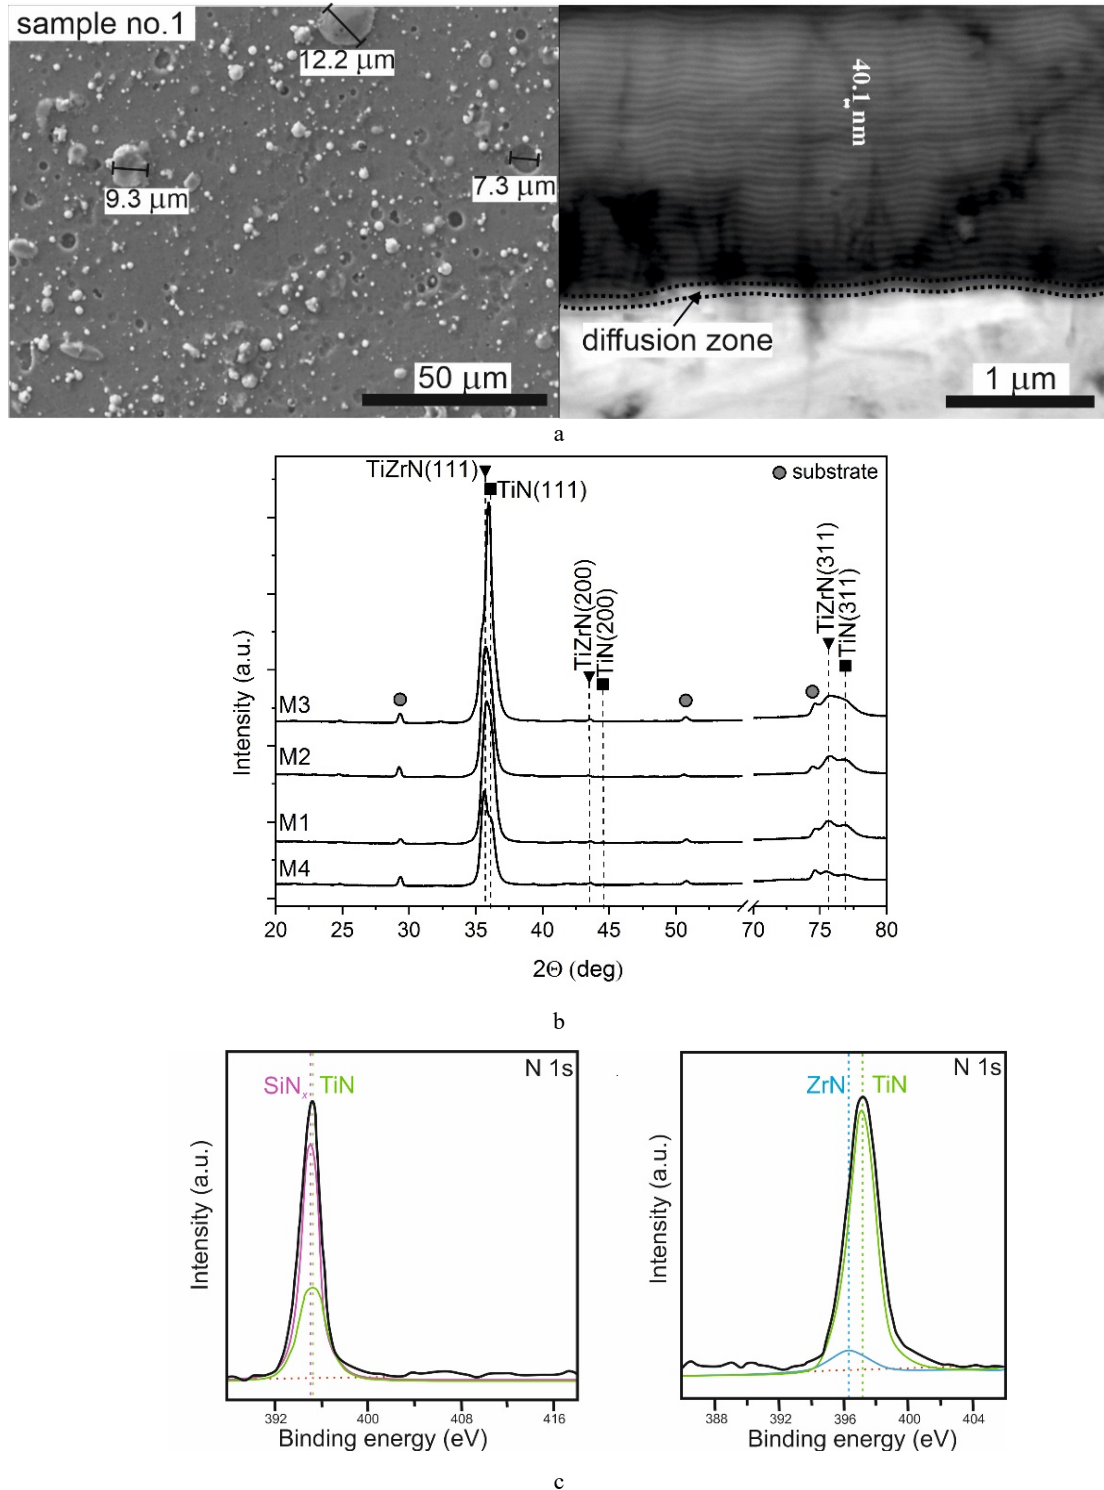 sample no.1
12.2 μm
9.3 μm
7.3 μm
50 μm
40.1 nm
diffusion zone
1 μm
a
TiZrN(111)
TiN(111)
substrate
TiZrN(200)
TiN(200)
TiZrN(311)
TiN(311)
M3
M2
M1
M4
Intensity (a.u.)
20 30 35 40 45 50 70 75 80
2Θ (deg)
b
N 1s
SiNₓ TiN
Intensity (a.u.)
392 400 408 416
Binding energy (eV)
N 1s
ZrN TiN
Intensity (a.u.)
388 392 396 400 404
Binding energy (eV)
c